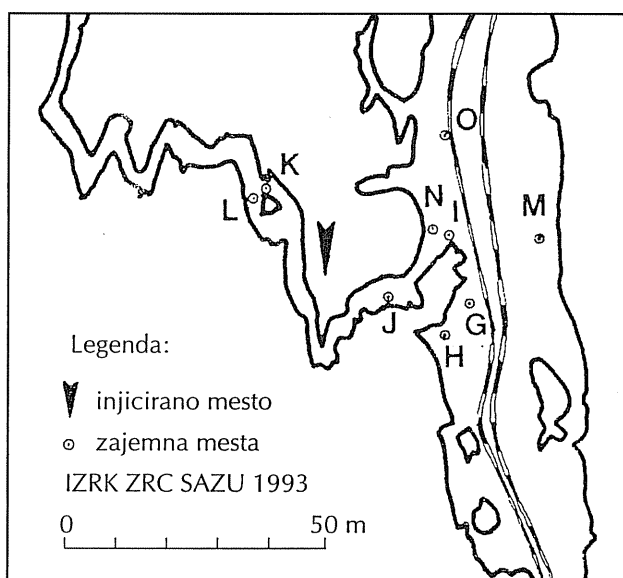 O
K
L
N
I
M
J
G
H
Legenda:
injicirano mesto
zajemna mesta
IZRK ZRC SAZU 1993
0 50 m